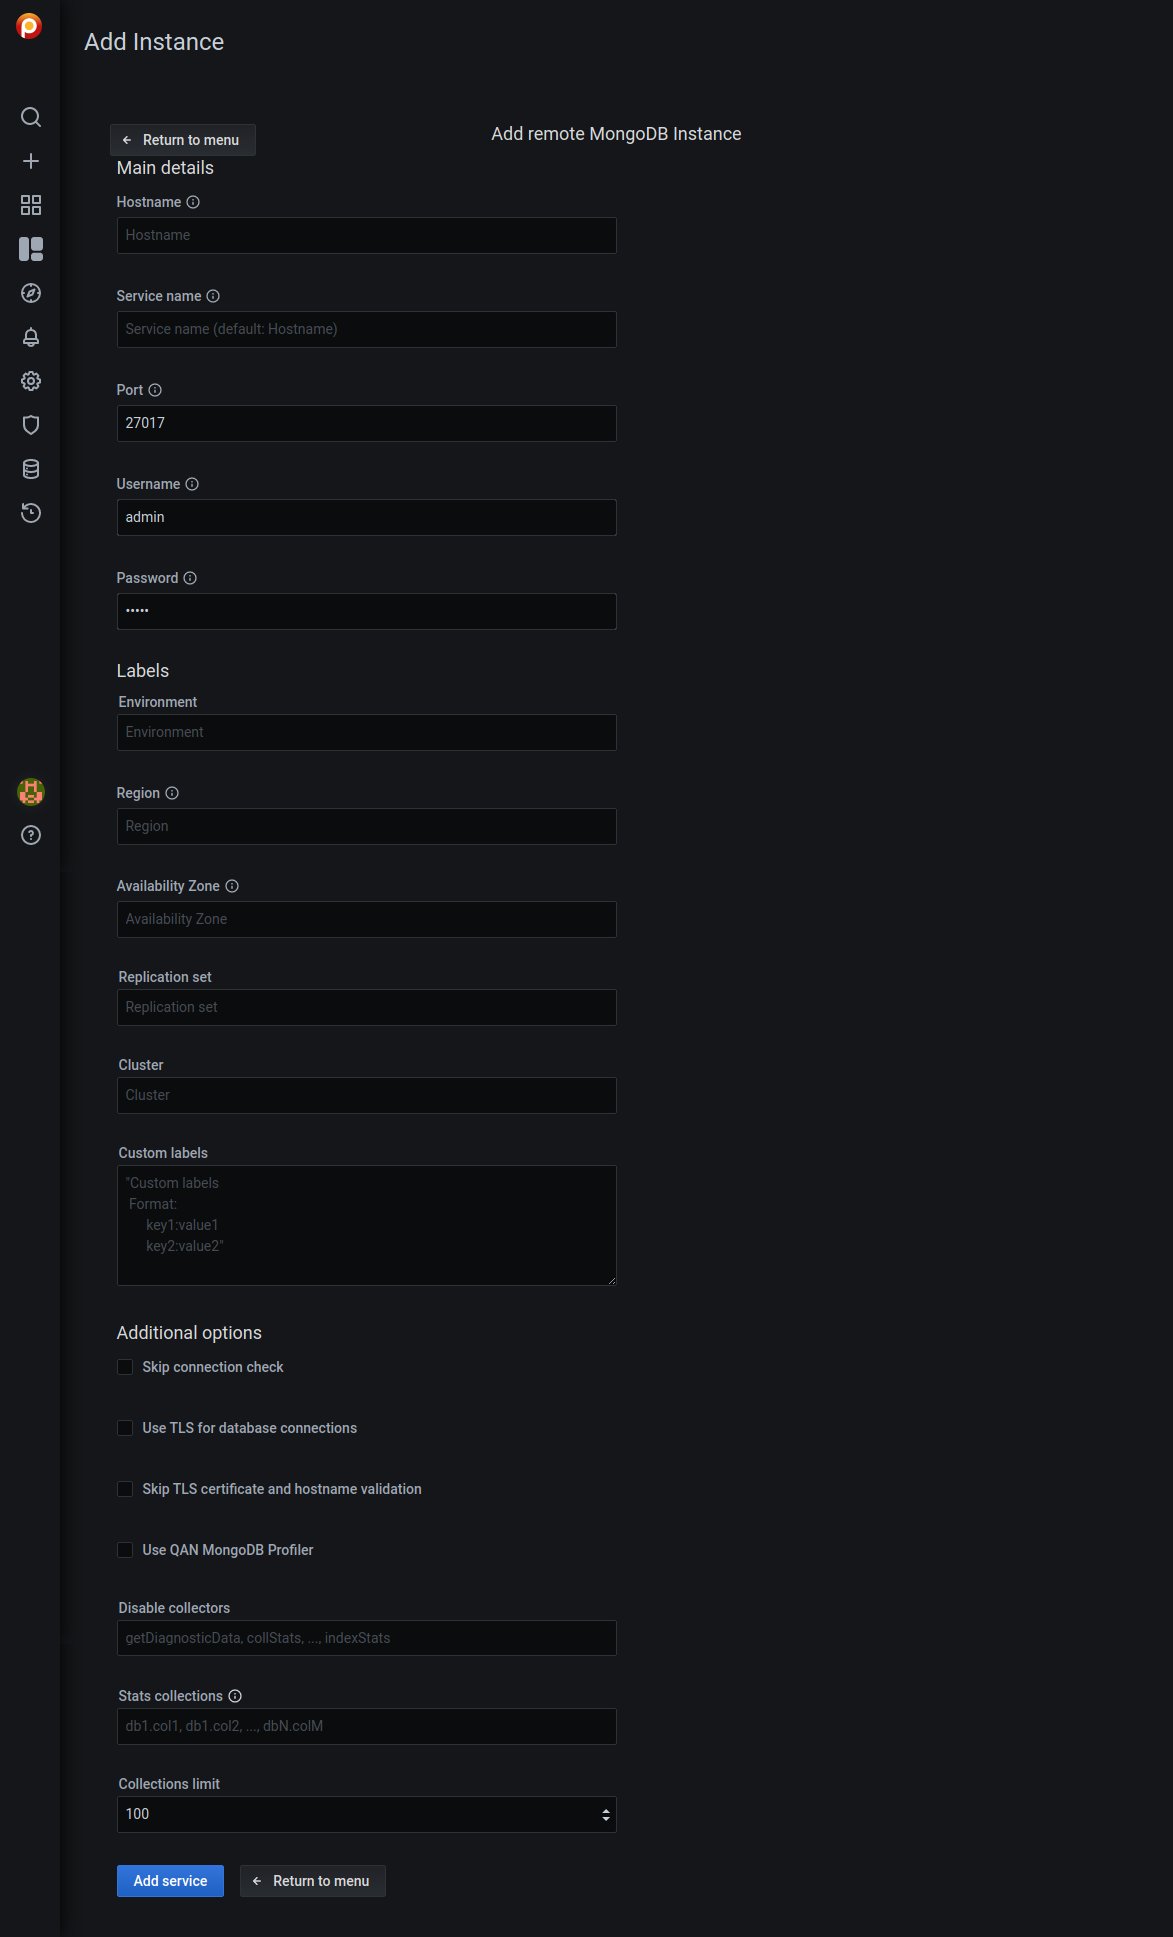 Add Instance
Return to menu
Add remote MongoDB Instance
Main details
Hostname
Hostname
Service name
Service name (default: Hostname)
Port
27017
Username
admin
Password
•••••
Labels
Environment
Environment
Region
Region
Availability Zone
Availability Zone
Replication set
Replication set
Cluster
Cluster
Custom labels
"Custom labels
Format:
key1:value1
key2:value2"
Additional options
Skip connection check
Use TLS for database connections
Skip TLS certificate and hostname validation
Use QAN MongoDB Profiler
Disable collectors
getDiagnosticData, collStats, ..., indexStats
Stats collections
db1.col1, db1.col2, ..., dbN.colM
Collections limit
100
Add service
Return to menu